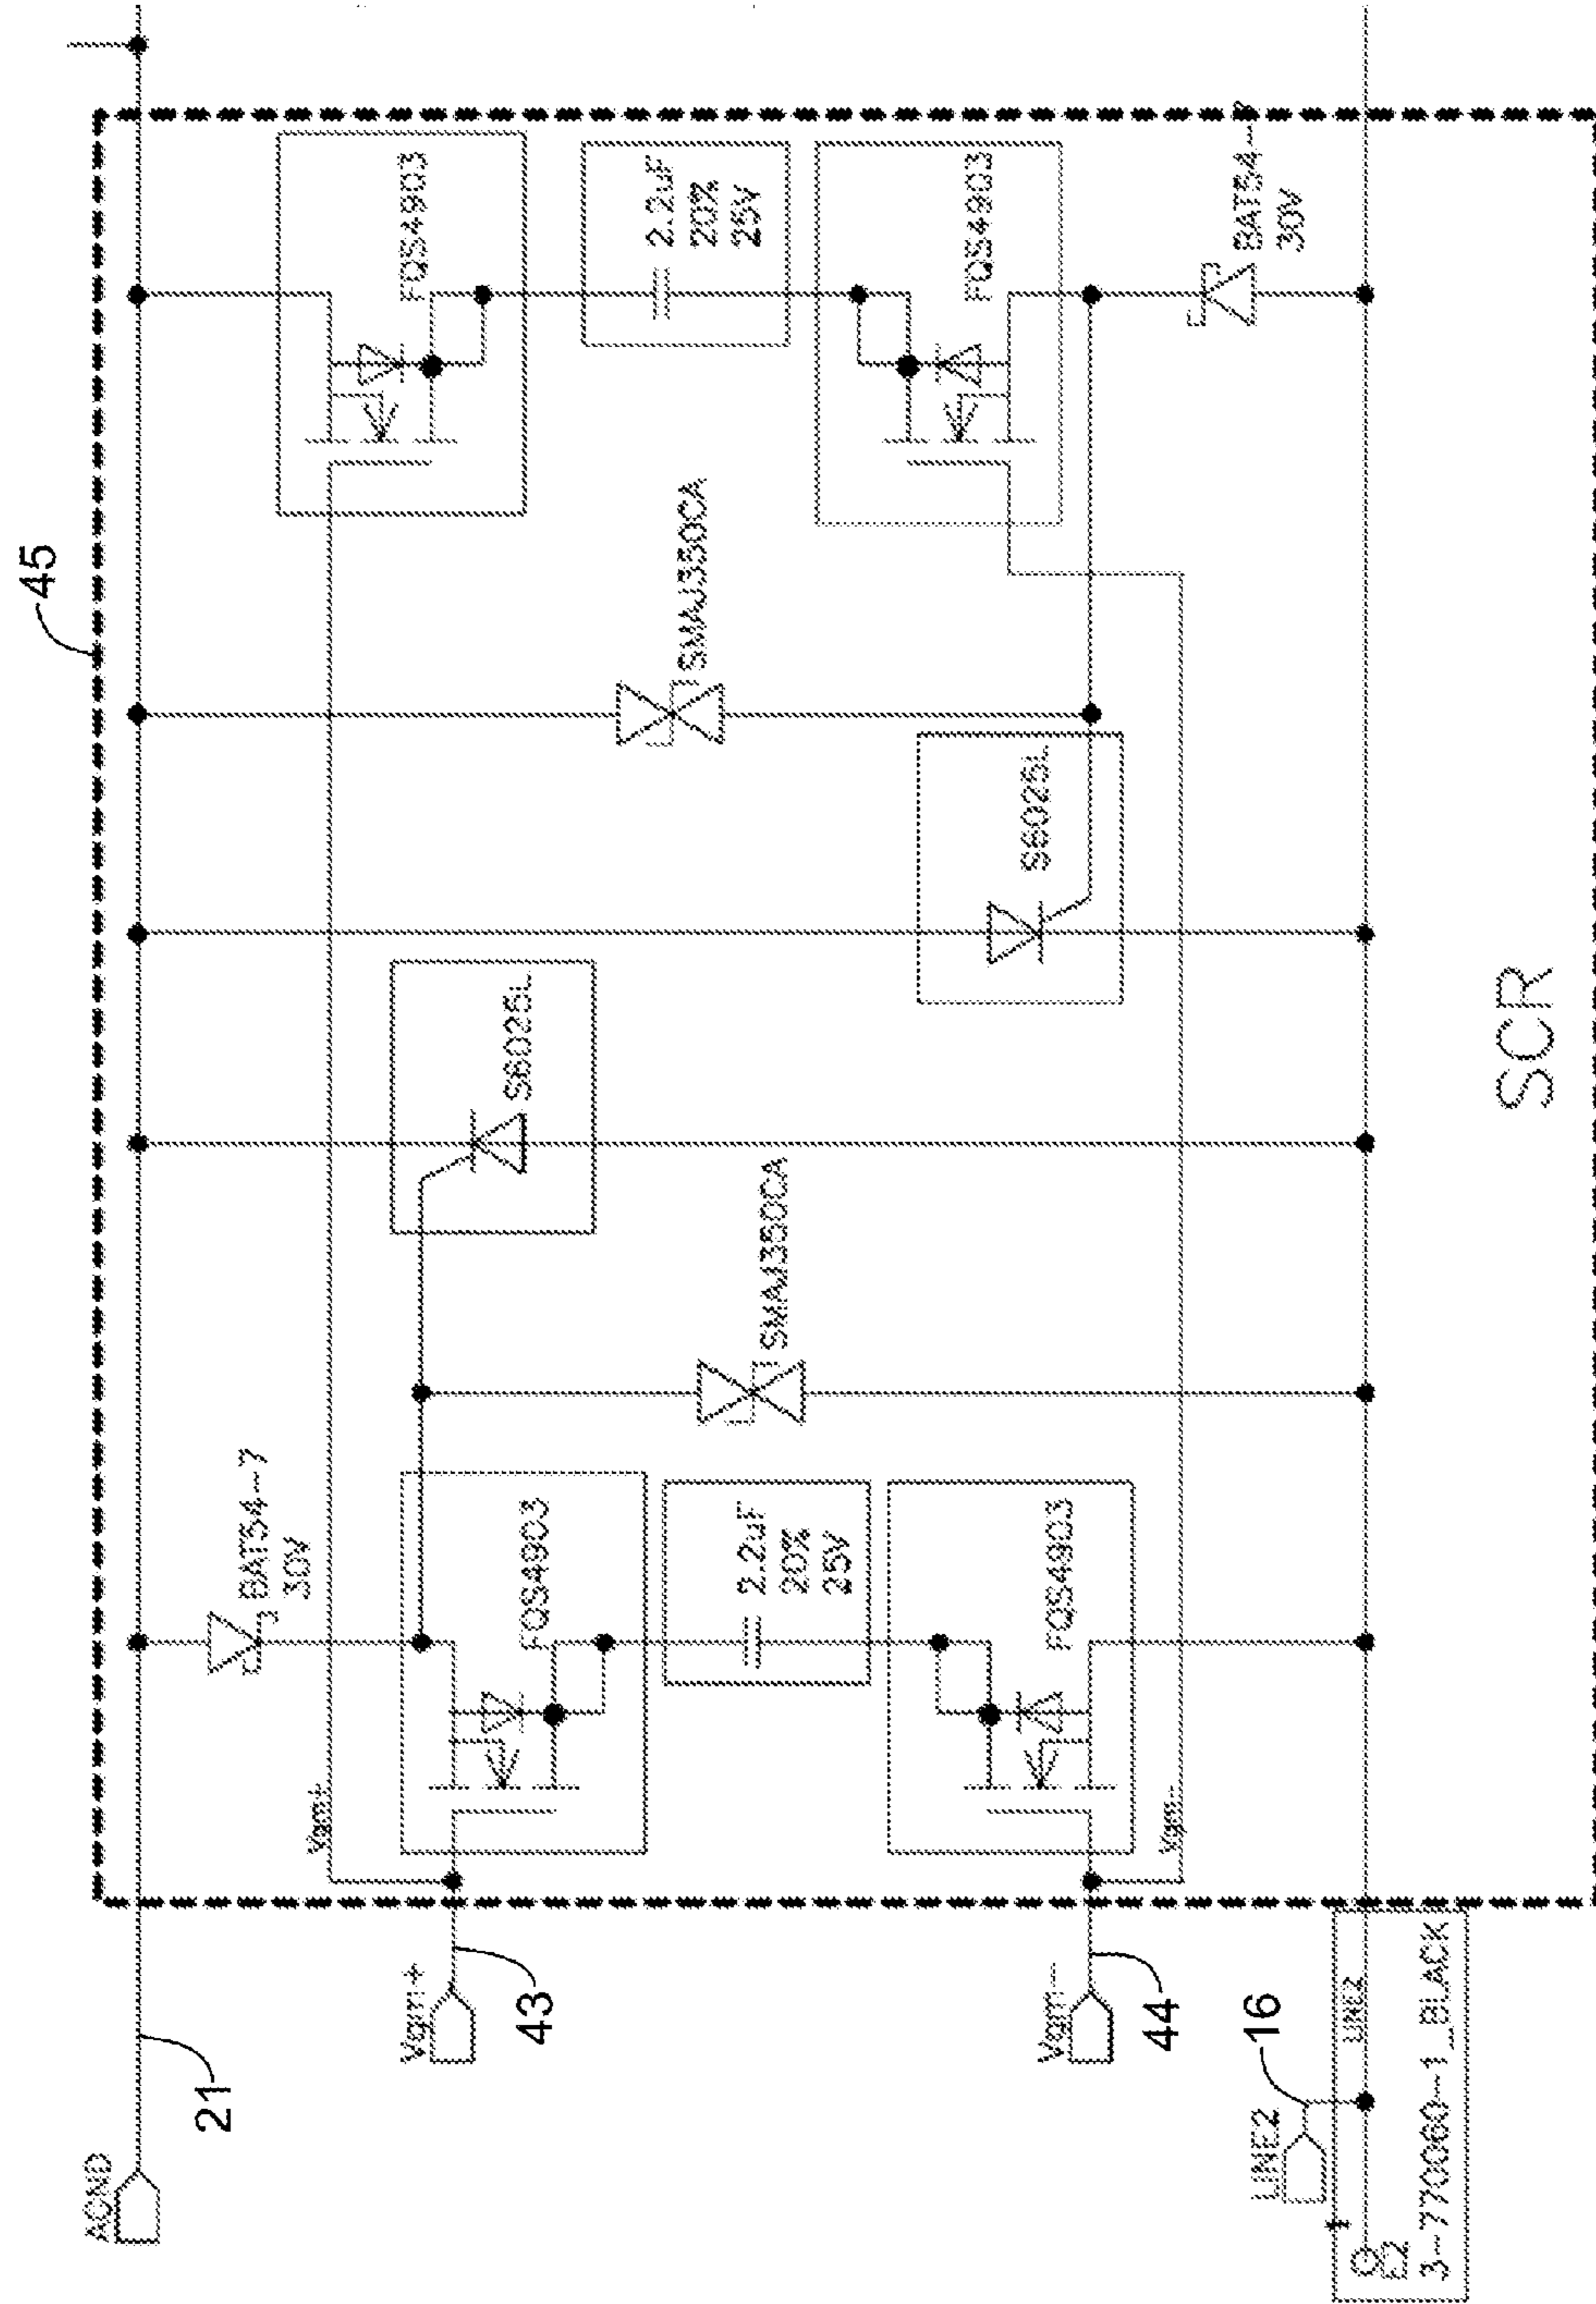 45
AGND
21
Vgm+
43
Vgm-
44
LINE2
16
LINE2
E2
3-770060-1_BLACK
Vgm+
Vgm-
BAT54-7
30V
FQS4903
2.2uF
20%
25V
FQS4903
SMAJ350CA
S6025L
S6025L
SMAJ350CA
FQS4903
2.2uF
20%
25V
FQS4903
BAT54-7
30V
SCR